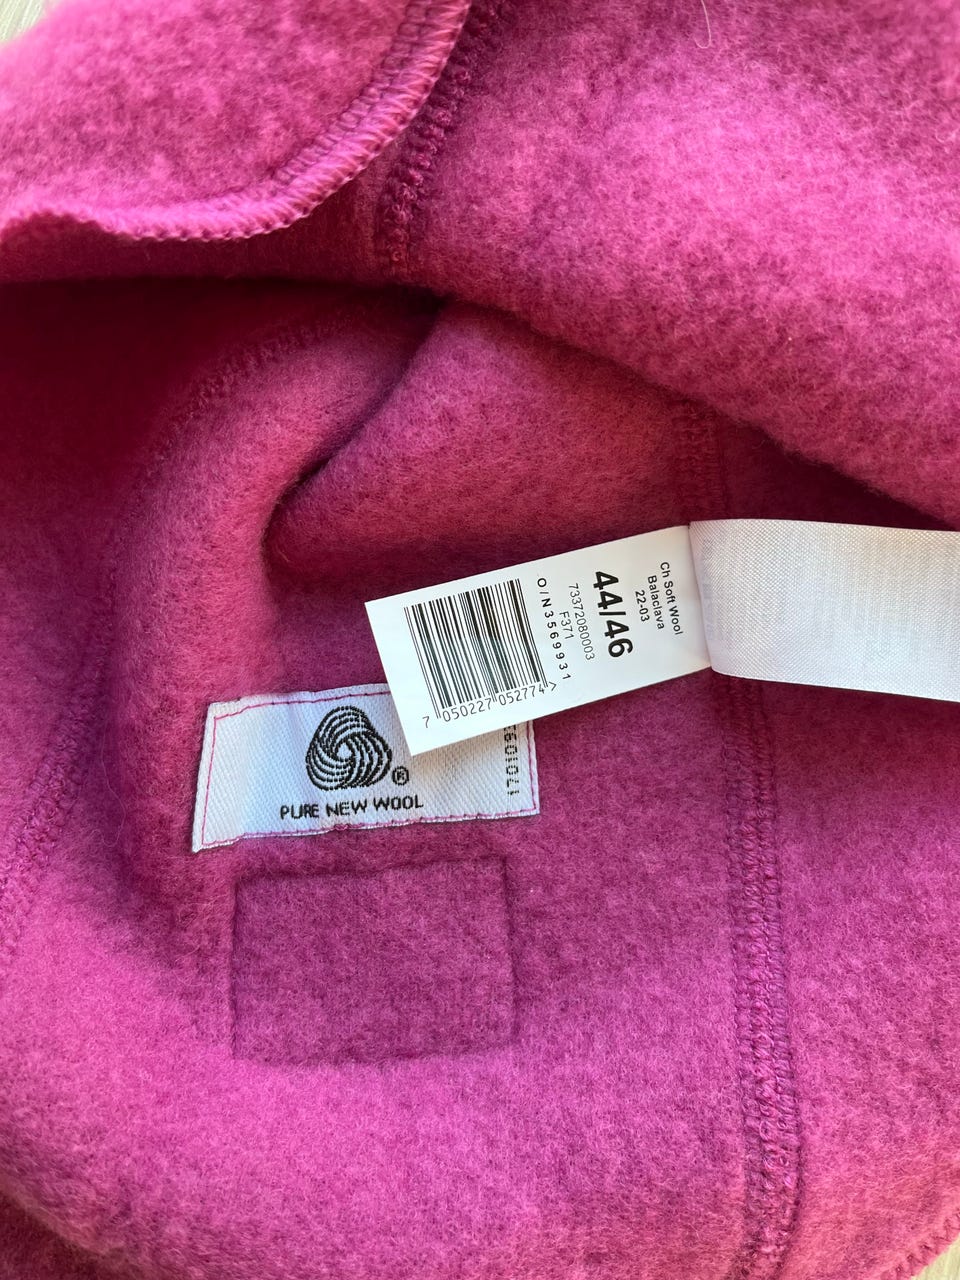 Ch Soft Wool
Balaclava
22-03
44/46
73372080003
F371
O/N3569931
7 050227 052774 >
®
PURE NEW WOOL